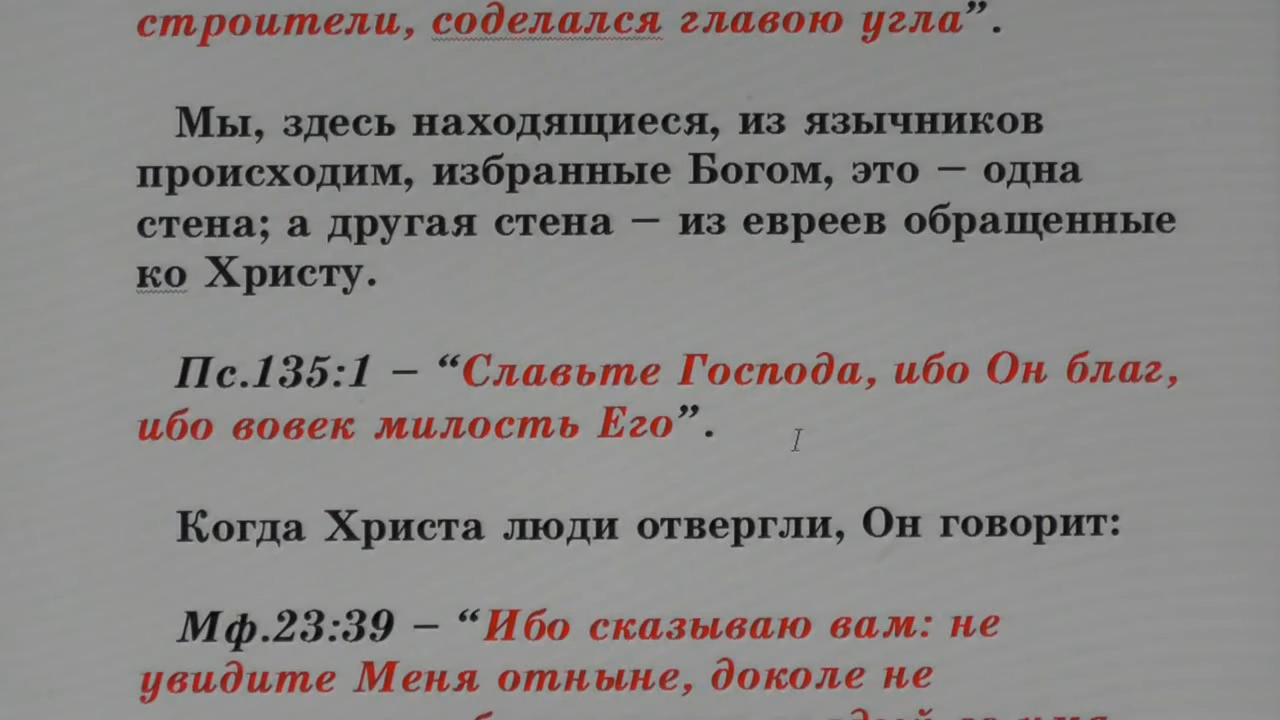 строители, соделался главою угла”.
Мы, здесь находящиеся, из язычников
происходим, избранные Богом, это – одна
стена; а другая стена – из евреев обращенные
ко Христу.
Пс.135:1 – “Славьте Господа, ибо Он благ,
ибо вовек милость Его”.
Когда Христа люди отвергли, Он говорит:
Мф.23:39 – “Ибо сказываю вам: не
увидите Меня отныне, доколе не